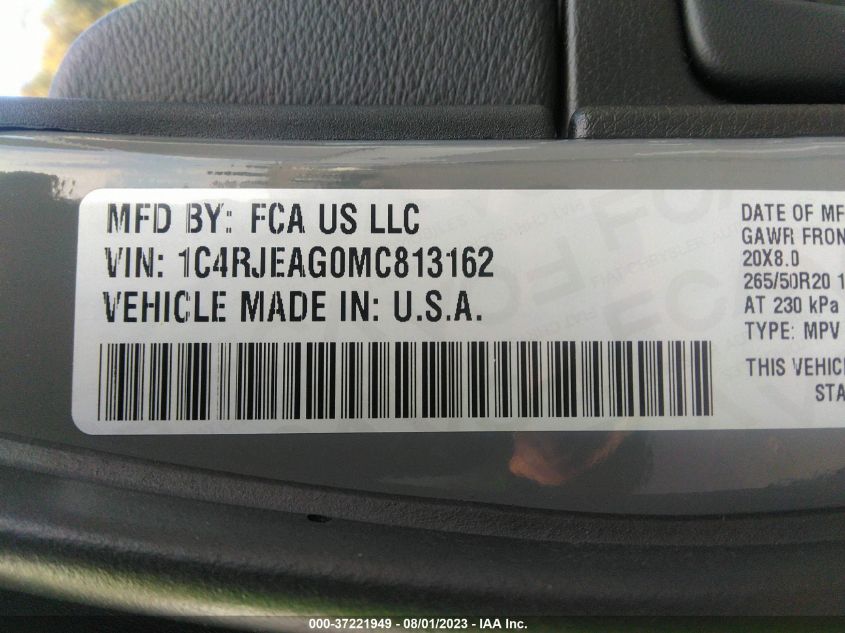 MFD BY: FCA US LLC
VIN: 1C4RJEAG0MC813162
VEHICLE MADE IN: U.S.A.
DATE OF MF
GAWR FRON
20X8.0
265/50R20 1
AT 230 kPa
TYPE: MPV
THIS VEHIC
STA
000-37221949 - 08/01/2023 - IAA Inc.